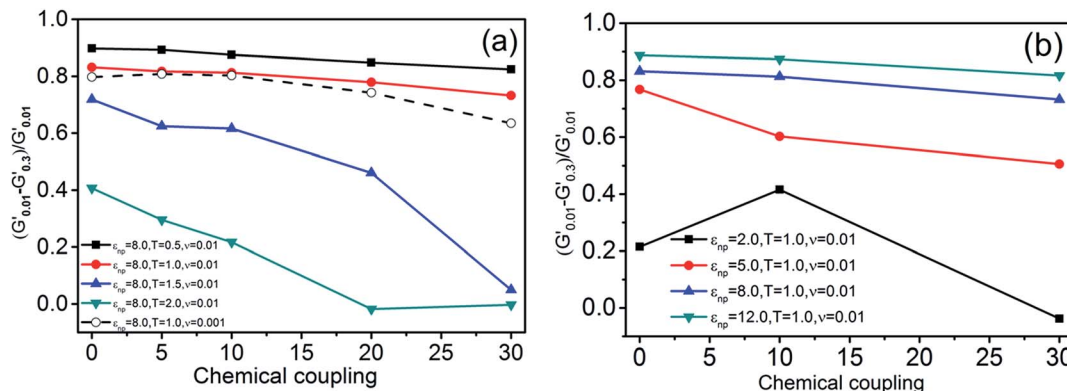 (a)
(G'0.01-G'0.3)/G'0.01
1.0
0.8
0.6
0.4
0.2
0.0
εnp=8.0,T=0.5,ν=0.01
εnp=8.0,T=1.0,ν=0.01
εnp=8.0,T=1.5,ν=0.01
εnp=8.0,T=2.0,ν=0.01
εnp=8.0,T=1.0,ν=0.001
0 5 10 15 20 25 30
Chemical coupling
(b)
(G'0.01-G'0.3)/G'0.01
1.0
0.8
0.6
0.4
0.2
0.0
εnp=2.0,T=1.0,ν=0.01
εnp=5.0,T=1.0,ν=0.01
εnp=8.0,T=1.0,ν=0.01
εnp=12.0,T=1.0,ν=0.01
0 5 10 15 20 25 30
Chemical coupling